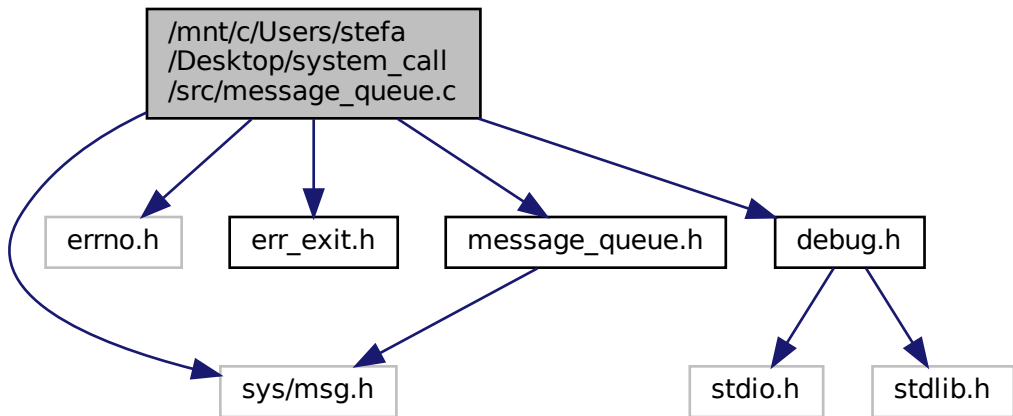 /mnt/c/Users/stefa
/Desktop/system_call
/src/message_queue.c
errno.h
err_exit.h
message_queue.h
debug.h
sys/msg.h
stdio.h
stdlib.h